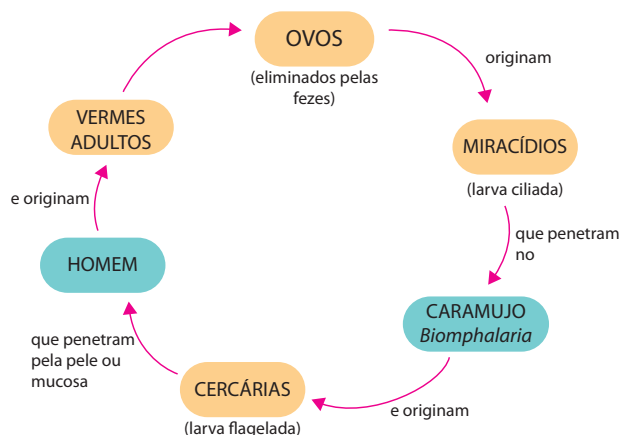 OVOS
(eliminados pelas
fezes)
originam
MIRACÍDIOS
(larva ciliada)
que penetram
no
CARAMUJO
Biomphalaria
e originam
CERCÁRIAS
(larva flagelada)
que penetram
pela pele ou
mucosa
HOMEM
e originam
VERMES
ADULTOS